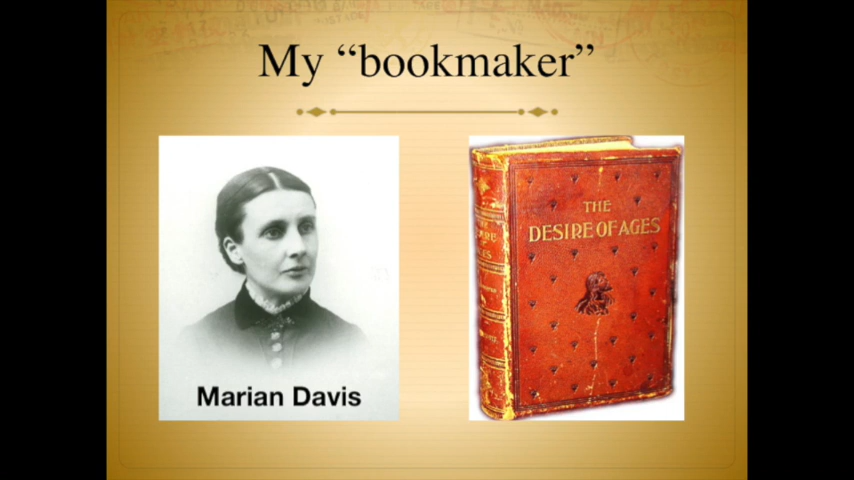 My “bookmaker”
THE
DESIRE OF AGES
Marian Davis